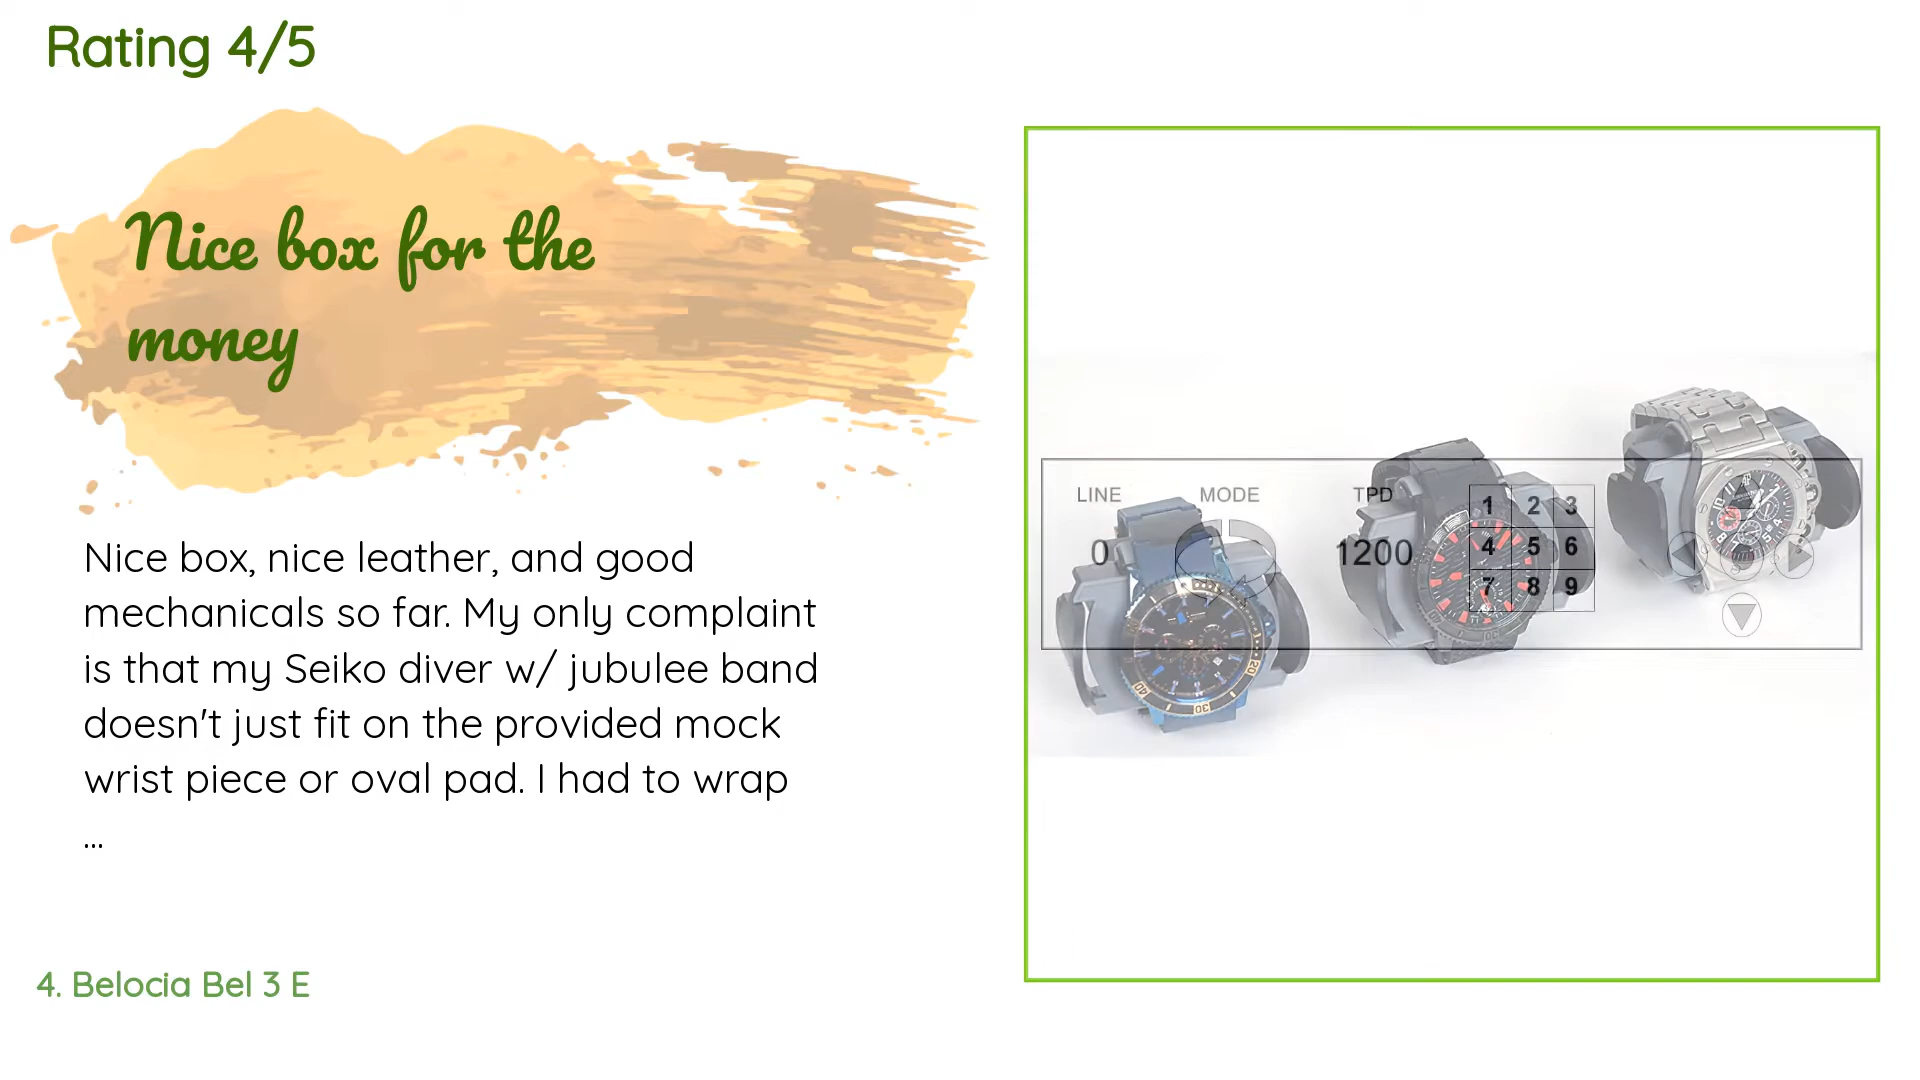 Rating 4/5
Nice box for the
money
Nice box, nice leather, and good
mechanicals so far. My only complaint
is that my Seiko diver w/ jubulee band
doesn't just fit on the provided mock
wrist piece or oval pad. I had to wrap
...
4. Belocia Bel 3 E
LINE MODE TPD
0 1200
1 2 3
4 5 6
7 8 9
20
30
40